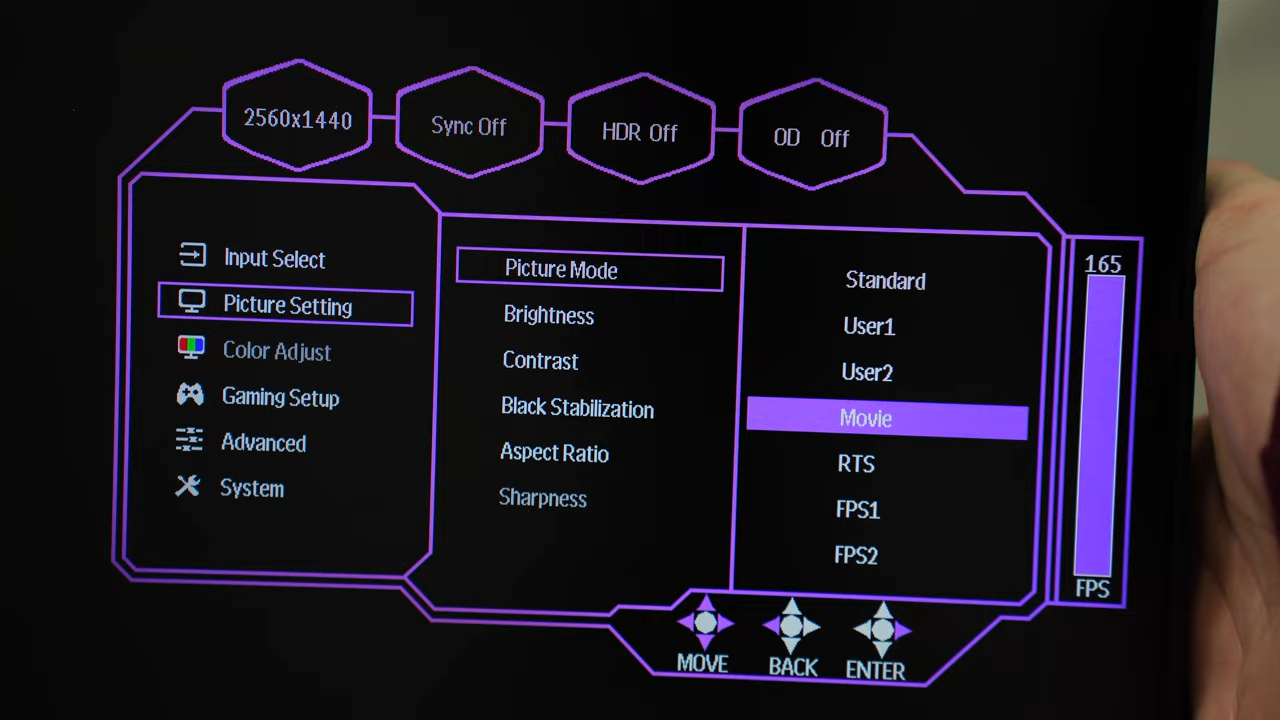 2560x1440
Sync Off
HDR Off
OD Off
Input Select
Picture Setting
Color Adjust
Gaming Setup
Advanced
System
Picture Mode
Brightness
Contrast
Black Stabilization
Aspect Ratio
Sharpness
Standard
User1
User2
Movie
RTS
FPS1
FPS2
165
FPS
MOVE
BACK
ENTER